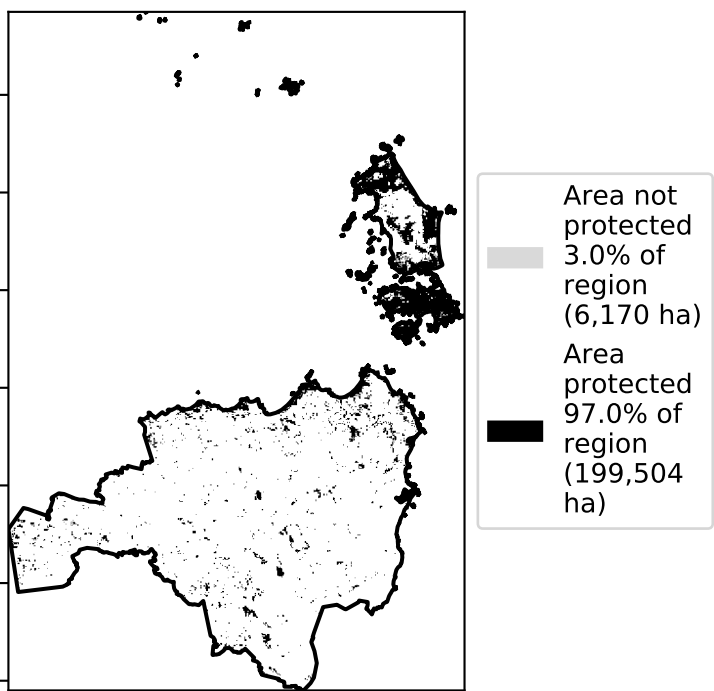 Area not
protected
3.0% of
region
(6,170 ha)
Area
protected
97.0% of
region
(199,504
ha)